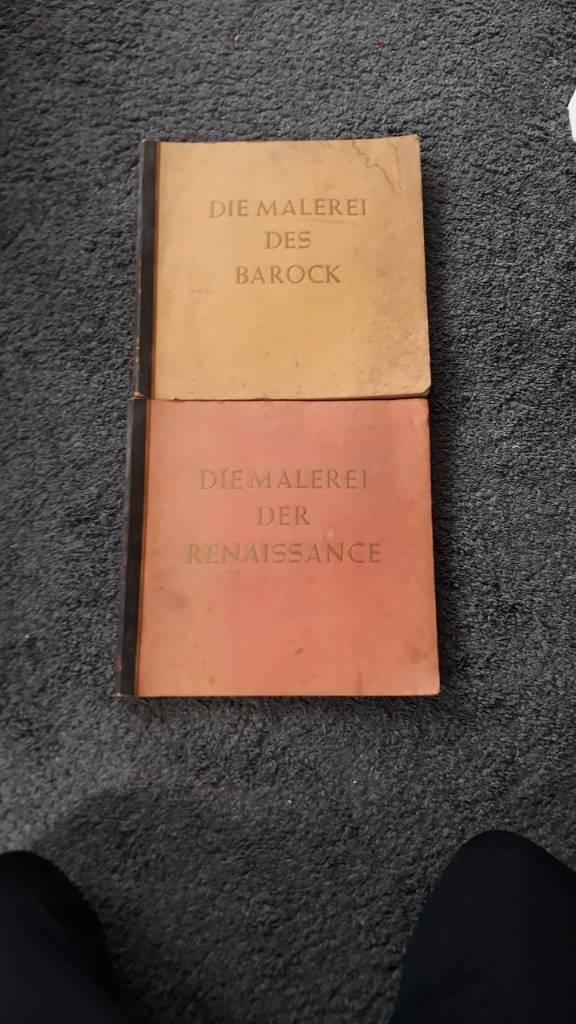 DIE MALEREI
DES
BAROCK
DIE MALEREI
DER
RENAISSANCE